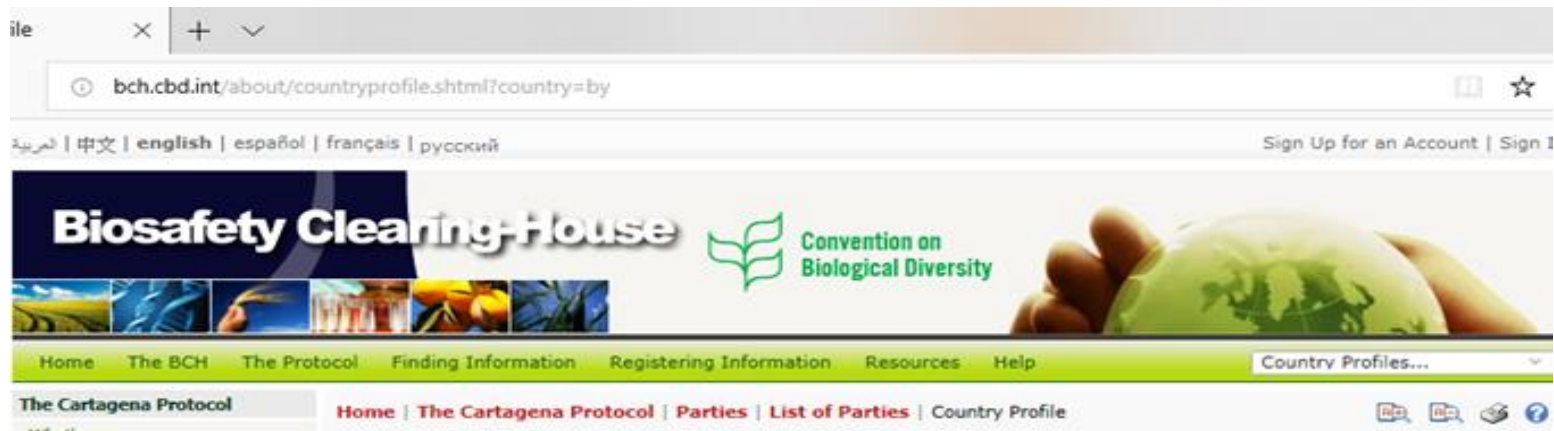 ile
bch.cbd.int/about/countryprofile.shtml?country=by
العربية | 中文 | english | español | français | русский
Sign Up for an Account | Sign I
Biosafety Clearing-House
Convention on
Biological Diversity
Home The BCH The Protocol Finding Information Registering Information Resources Help
Country Profiles...
The Cartagena Protocol
Home | The Cartagena Protocol | Parties | List of Parties | Country Profile